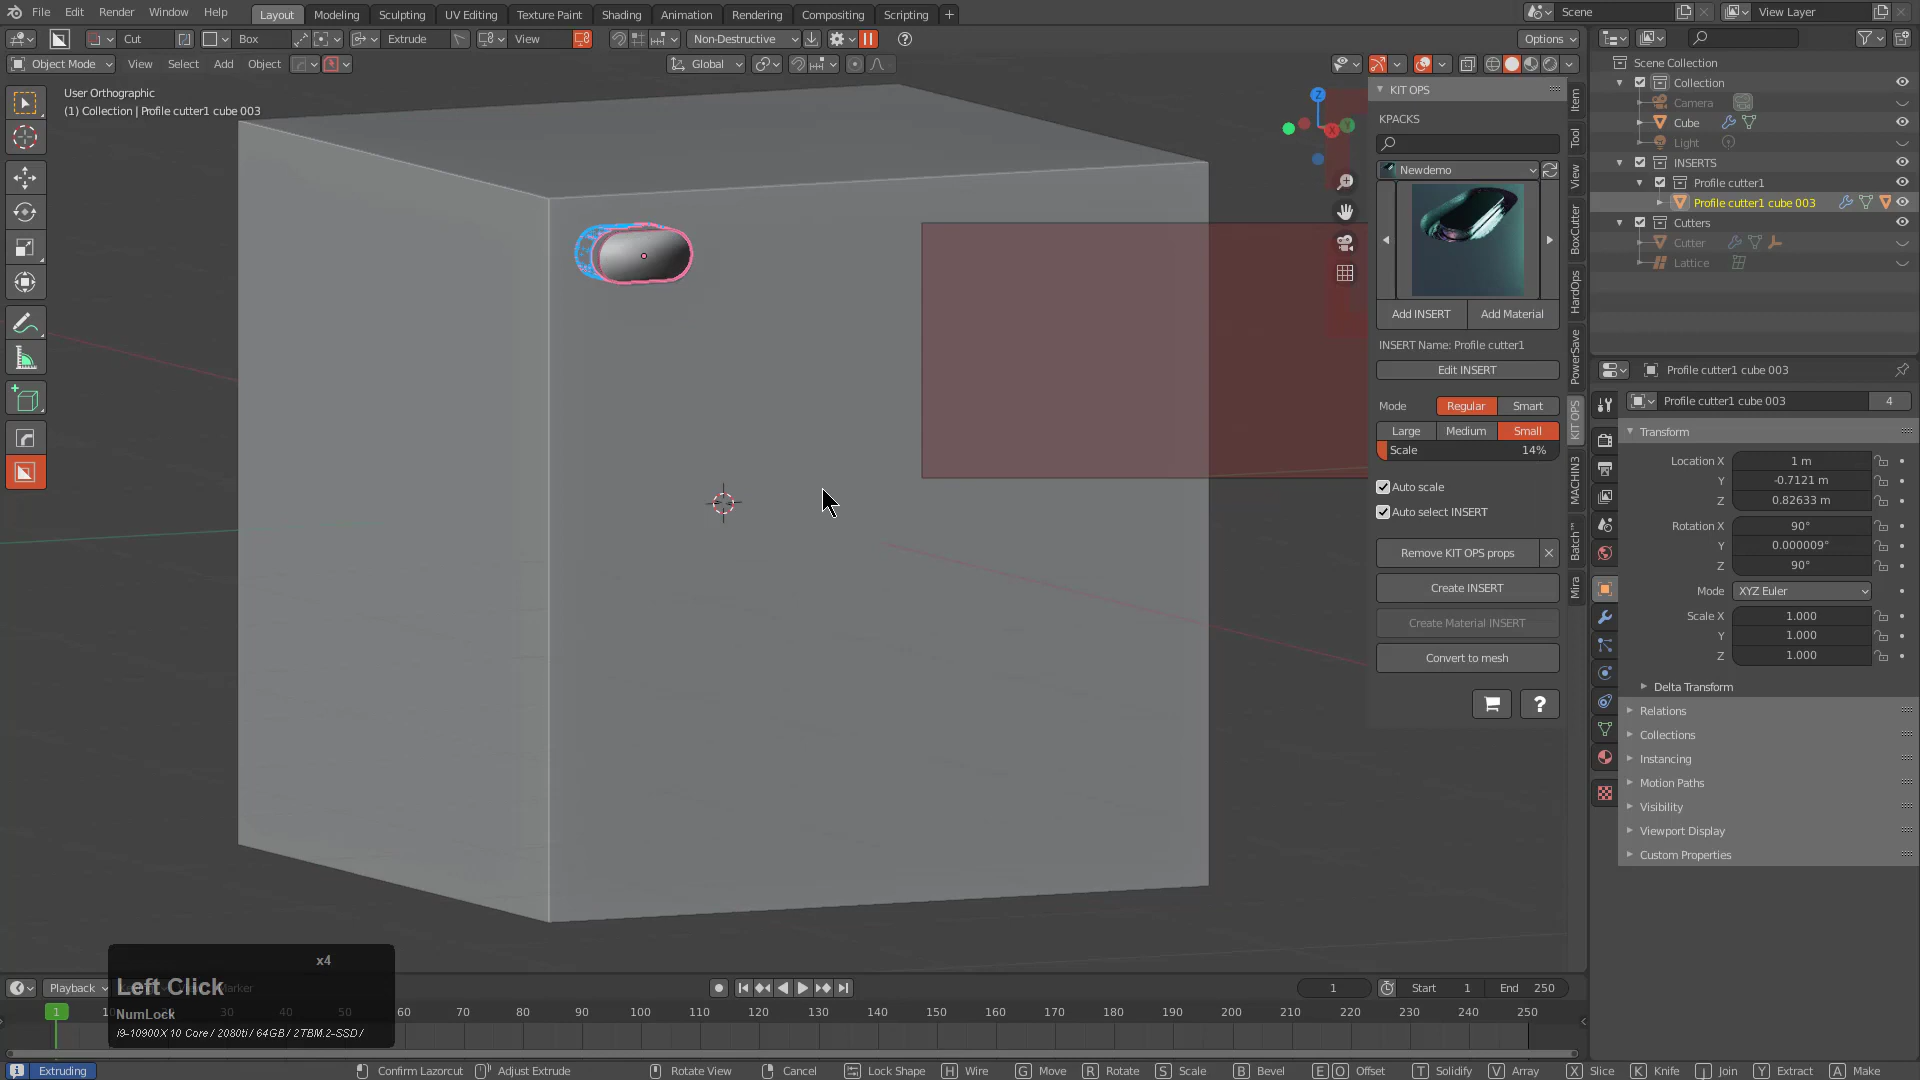 File Edit Render Window Help Layout Modeling Sculpting UV Editing Texture Paint Shading Animation Rendering Compositing Scripting + Scene View Layer
Cut Box Extrude View Non-Destructive Options
Object Mode View Select Add Object Global
User Orthographic
(1) Collection | Profile cutter1 cube 003
Z
X
Y
KIT OPS
KPACKS
Newdemo
Add INSERT Add Material
INSERT Name: Profile cutter1
Edit INSERT
Mode Regular Smart
Large Medium Small
Scale 14%
Auto scale
Auto select INSERT
Remove KIT OPS props
Create INSERT
Create Material INSERT
Convert to mesh
?
Item
Tool
View
BoxCutter
HardOps
PowerSave
KIT OPS
MACHIN3
Batch™
Mira
Scene Collection
Collection
Camera
Cube
Light
INSERTS
Profile cutter1
Profile cutter1 cube 003
Cutters
Cutter
Lattice
Profile cutter1 cube 003
Profile cutter1 cube 003 4
Transform
Location X 1 m
Y -0.7121 m
Z 0.82633 m
Rotation X 90°
Y 0.000009°
Z 90°
Mode XYZ Euler
Scale X 1.000
Y 1.000
Z 1.000
Delta Transform
Relations
Collections
Instancing
Motion Paths
Visibility
Viewport Display
Custom Properties
x4
Left Click
NumLock
i9-10900X 10 Core / 2080ti / 64GB / 2TBM.2-SSD /
Playback Marker 1 Start 1 End 250
1 10 30 40 50 60 70 80 90 100 110 120 130 140 150 160 170 180 190 200 210 220 230 240 250
Extruding Confirm Lazorcut Adjust Extrude Rotate View Cancel Lock Shape H Wire G Move R Rotate S Scale B Bevel E O Offset T Solidify V Array X Slice K Knife J Join Y Extract A Make